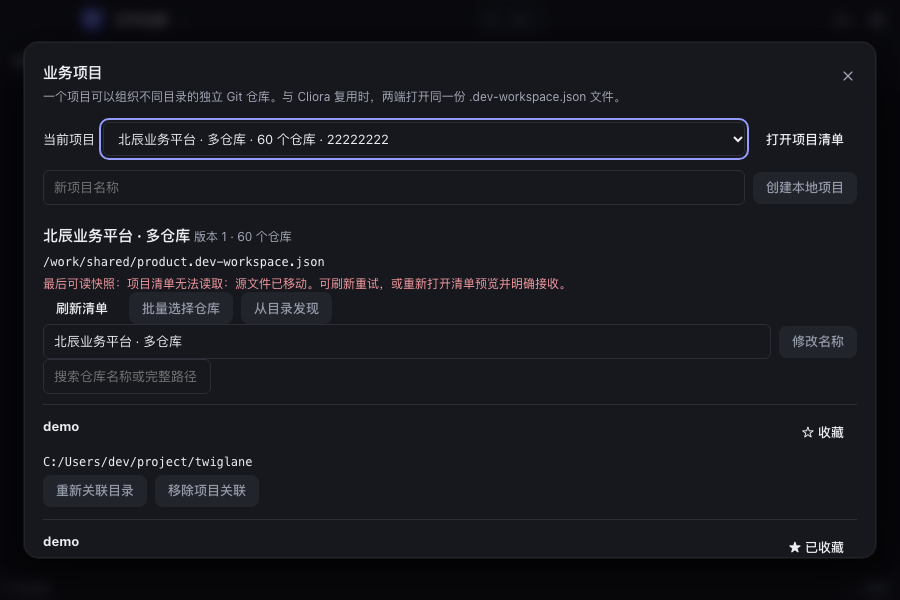 业务项目
一个项目可以组织不同目录的独立 Git 仓库。与 Cliora 复用时，两端打开同一份 .dev-workspace.json 文件。
当前项目 北辰业务平台 · 多仓库 · 60 个仓库 · 22222222 打开项目清单
新项目名称 创建本地项目
北辰业务平台 · 多仓库 版本 1 · 60 个仓库
/work/shared/product.dev-workspace.json
最后可读快照：项目清单无法读取：源文件已移动。可刷新重试，或重新打开清单预览并明确接收。
刷新清单 批量选择仓库 从目录发现
北辰业务平台 · 多仓库 修改名称
搜索仓库名称或完整路径
demo ☆ 收藏
C:/Users/dev/project/twiglane
重新关联目录 移除项目关联
demo ★ 已收藏